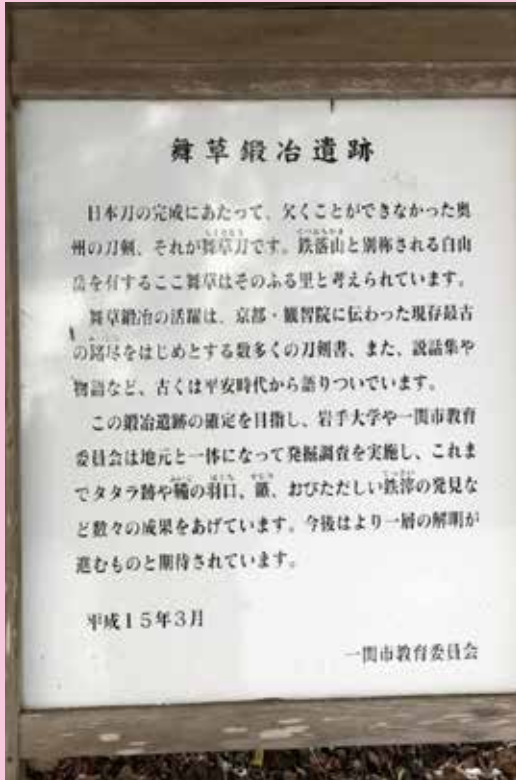 舞草鍛冶遺跡
日本刀の完成にあたって、欠くことができなかった奥
州の刀剣、それが舞草刀です。鉄落山と別称される白山
岳を有するここ舞草はそのふる里と考えられています。
舞草鍛冶の活躍は、京都・観智院に伝わった現存最古
の銘尽をはじめとする数多くの刀剣書、また、説話集や
物語など、古くは平安時代から語りついでいます。
この鍛冶遺跡の確定を目指し、岩手大学や一関市教育
委員会は地元と一体になって発掘調査を実施し、これま
でタタラ跡や鞴の羽口、鏃、おびただしい鉄滓の発見な
ど数々の成果をあげています。今後はより一層の解明が
進むものと期待されています。
平成15年3月
一関市教育委員会